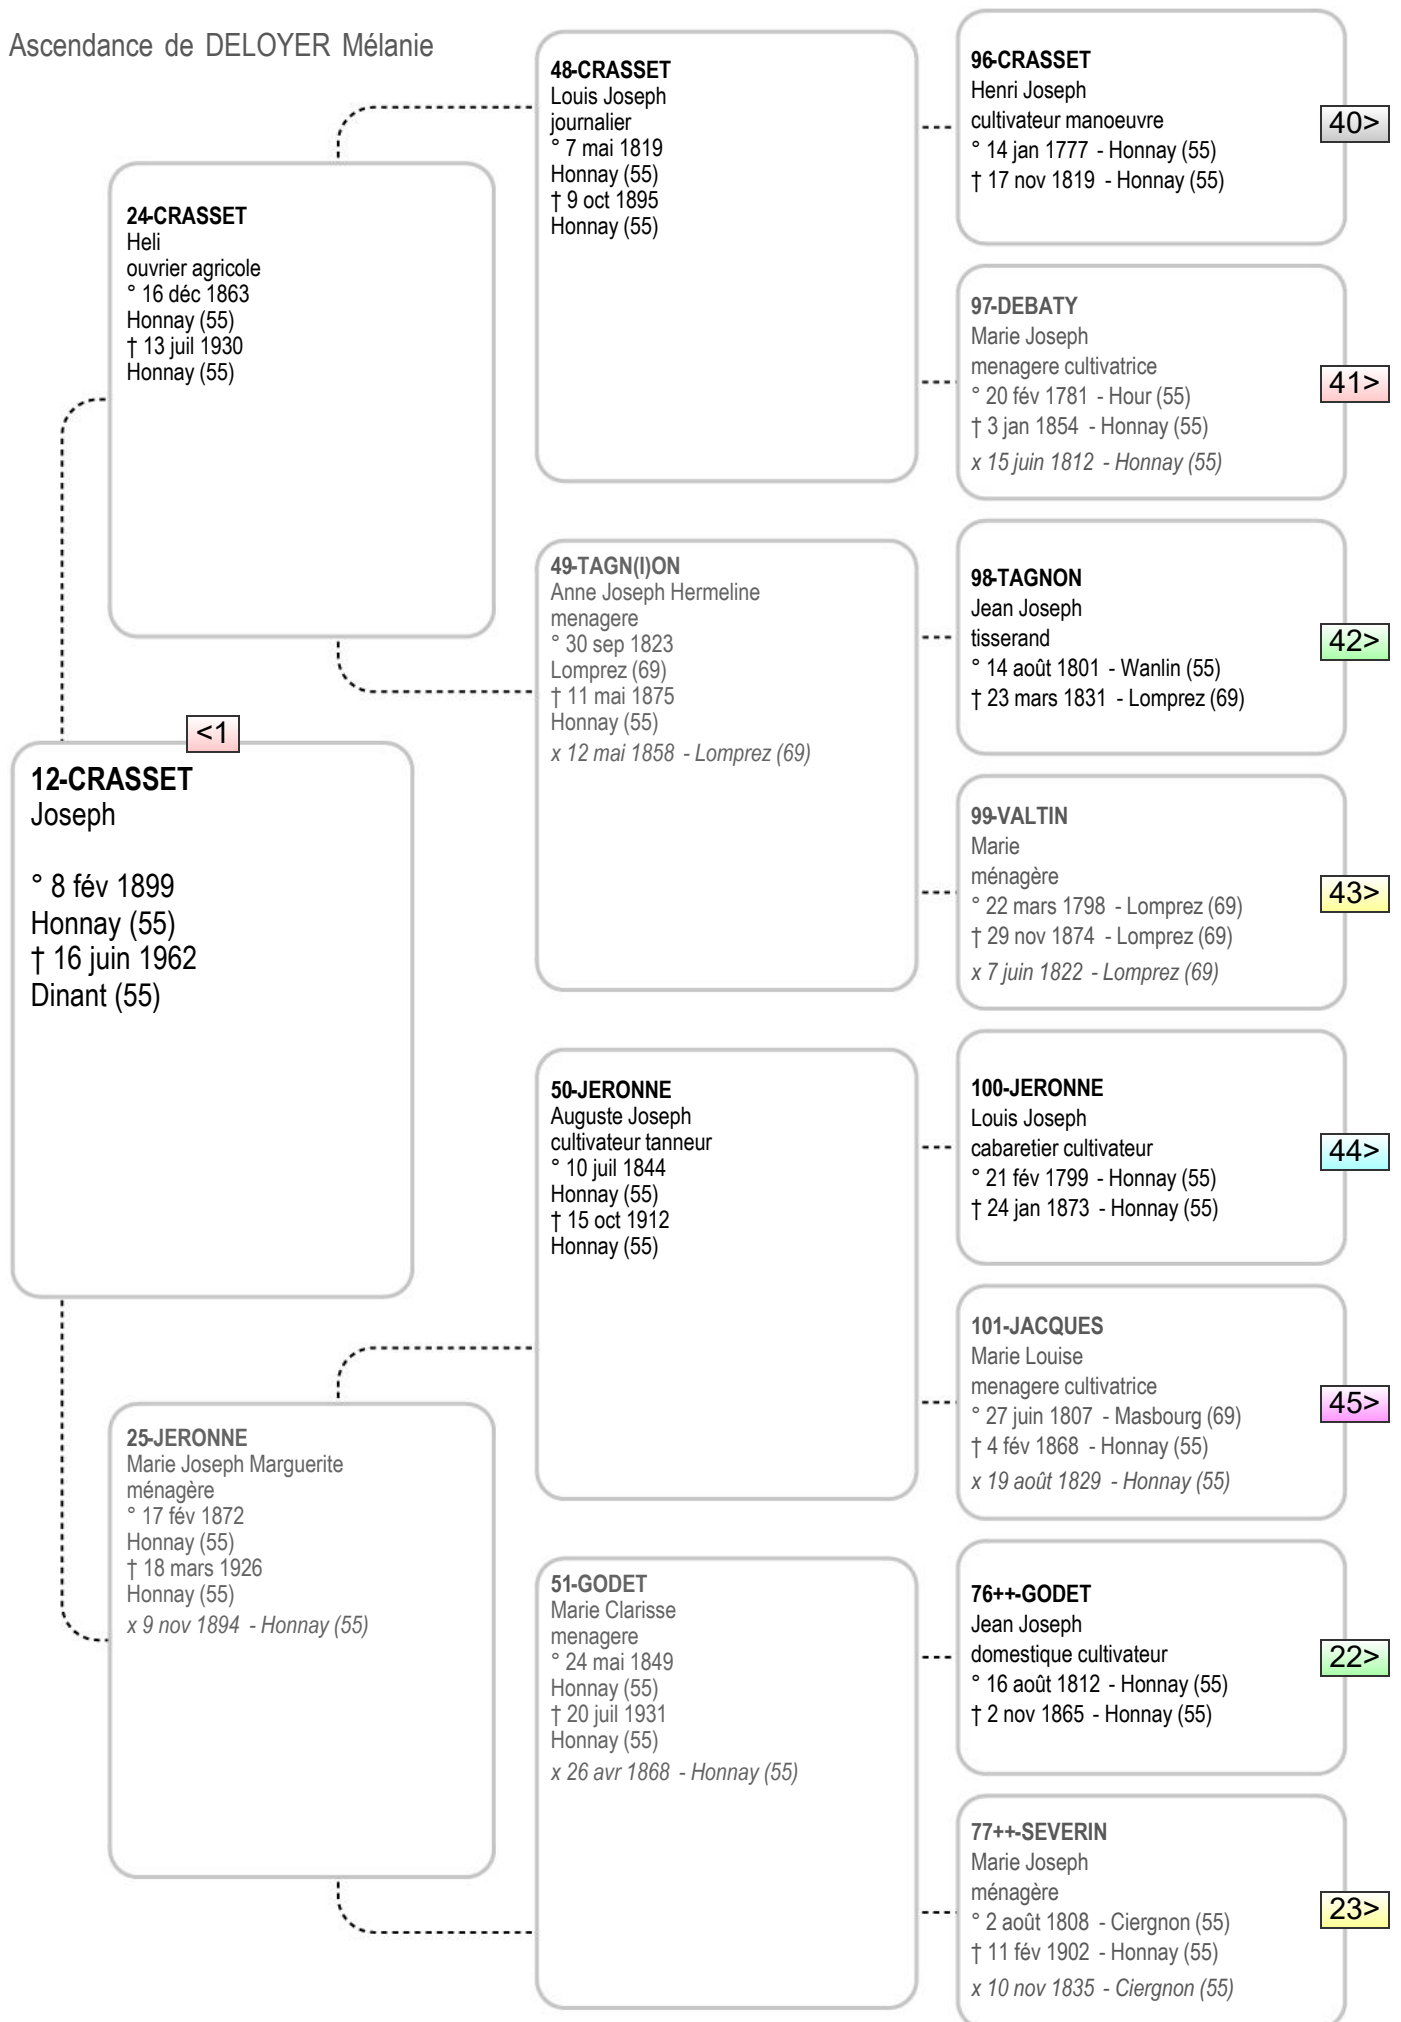 Ascendance de DELOYER Mélanie
<1
12-CRASSET
Joseph
° 8 fév 1899
Honnay (55)
† 16 juin 1962
Dinant (55)
24-CRASSET
Heli
ouvrier agricole
° 16 déc 1863
Honnay (55)
† 13 juil 1930
Honnay (55)
25-JERONNE
Marie Joseph Marguerite
ménagère
° 17 fév 1872
Honnay (55)
† 18 mars 1926
Honnay (55)
x 9 nov 1894 - Honnay (55)
48-CRASSET
Louis Joseph
journalier
° 7 mai 1819
Honnay (55)
† 9 oct 1895
Honnay (55)
49-TAGN(I)ON
Anne Joseph Hermeline
menagere
° 30 sep 1823
Lomprez (69)
† 11 mai 1875
Honnay (55)
x 12 mai 1858 - Lomprez (69)
50-JERONNE
Auguste Joseph
cultivateur tanneur
° 10 juil 1844
Honnay (55)
† 15 oct 1912
Honnay (55)
51-GODET
Marie Clarisse
menagere
° 24 mai 1849
Honnay (55)
† 20 juil 1931
Honnay (55)
x 26 avr 1868 - Honnay (55)
96-CRASSET
Henri Joseph
cultivateur manoeuvre
° 14 jan 1777 - Honnay (55)
† 17 nov 1819 - Honnay (55)
40>
97-DEBATY
Marie Joseph
menagere cultivatrice
° 20 fév 1781 - Hour (55)
† 3 jan 1854 - Honnay (55)
x 15 juin 1812 - Honnay (55)
41>
98-TAGNON
Jean Joseph
tisserand
° 14 août 1801 - Wanlin (55)
† 23 mars 1831 - Lomprez (69)
42>
99-VALTIN
Marie
ménagère
° 22 mars 1798 - Lomprez (69)
† 29 nov 1874 - Lomprez (69)
x 7 juin 1822 - Lomprez (69)
43>
100-JERONNE
Louis Joseph
cabaretier cultivateur
° 21 fév 1799 - Honnay (55)
† 24 jan 1873 - Honnay (55)
44>
101-JACQUES
Marie Louise
menagere cultivatrice
° 27 juin 1807 - Masbourg (69)
† 4 fév 1868 - Honnay (55)
x 19 août 1829 - Honnay (55)
45>
76++-GODET
Jean Joseph
domestique cultivateur
° 16 août 1812 - Honnay (55)
† 2 nov 1865 - Honnay (55)
22>
77++-SEVERIN
Marie Joseph
ménagère
° 2 août 1808 - Ciergnon (55)
† 11 fév 1902 - Honnay (55)
x 10 nov 1835 - Ciergnon (55)
23>